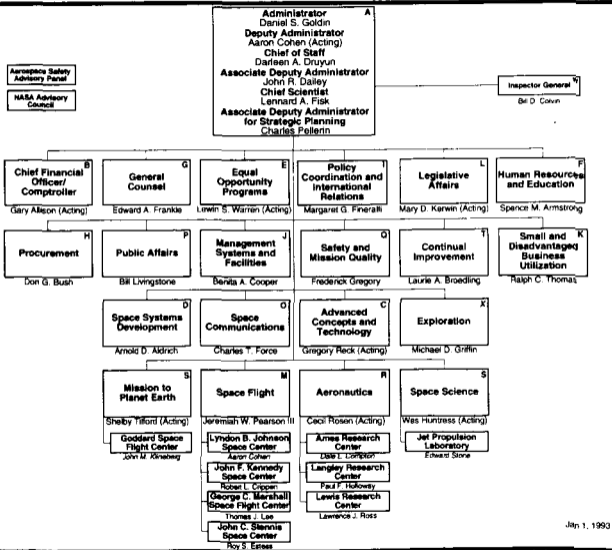 Administrator A
Daniel S. Goldin
Deputy Administrator
Aaron Cohen (Acting)
Chief of Staff
Darleen A. Druyun
Associate Deputy Administrator
John R. Dailey
Chief Scientist
Lennard A. Fisk
Associate Deputy Administrator
for Strategic Planning
Charles Pellerin
Aerospace Safety
Advisory Panel
NASA Advisory
Council
Inspector General W
Bill D. Colvin
Chief Financial B
Officer/
Comptroller
Gary Allison (Acting)
General G
Counsel
Edward A. Frankle
Equal E
Opportunity
Programs
Lewin S. Warren (Acting)
Policy I
Coordination and
International
Relations
Margaret G. Finarelli
Legislative L
Affairs
Mary D. Kerwin (Acting)
Human Resources F
and Education
Spence M. Armstrong
Procurement H
Don G. Bush
Public Affairs P
Bill Livingstone
Management J
Systems and
Facilities
Benita A. Cooper
Safety and Q
Mission Quality
Frederick Gregory
Continual T
Improvement
Laurie A. Broedling
Small and K
Disadvantaged
Business
Utilization
Ralph C. Thomas
Space Systems D
Development
Arnold D. Aldrich
Space O
Communications
Charles T. Force
Advanced C
Concepts and
Technology
Gregory Reck (Acting)
Exploration X
Michael D. Griffin
Mission to S
Planet Earth
Shelby Tilford (Acting)
Goddard Space
Flight Center
John M. Klineberg
Space Flight M
Jeremiah W. Pearson III
Lyndon B. Johnson
Space Center
Aaron Cohen
John F. Kennedy
Space Center
Robert L. Crippen
George C. Marshall
Space Flight Center
Thomas J. Lee
John C. Stennis
Space Center
Roy S. Estess
Aeronautics R
Cecil Rosen (Acting)
Ames Research
Center
Dale L. Compton
Langley Research
Center
Paul F. Holloway
Lewis Research
Center
Lawrence J. Ross
Space Science S
Wes Huntress (Acting)
Jet Propulsion
Laboratory
Edward Stone
Jan 1, 1993